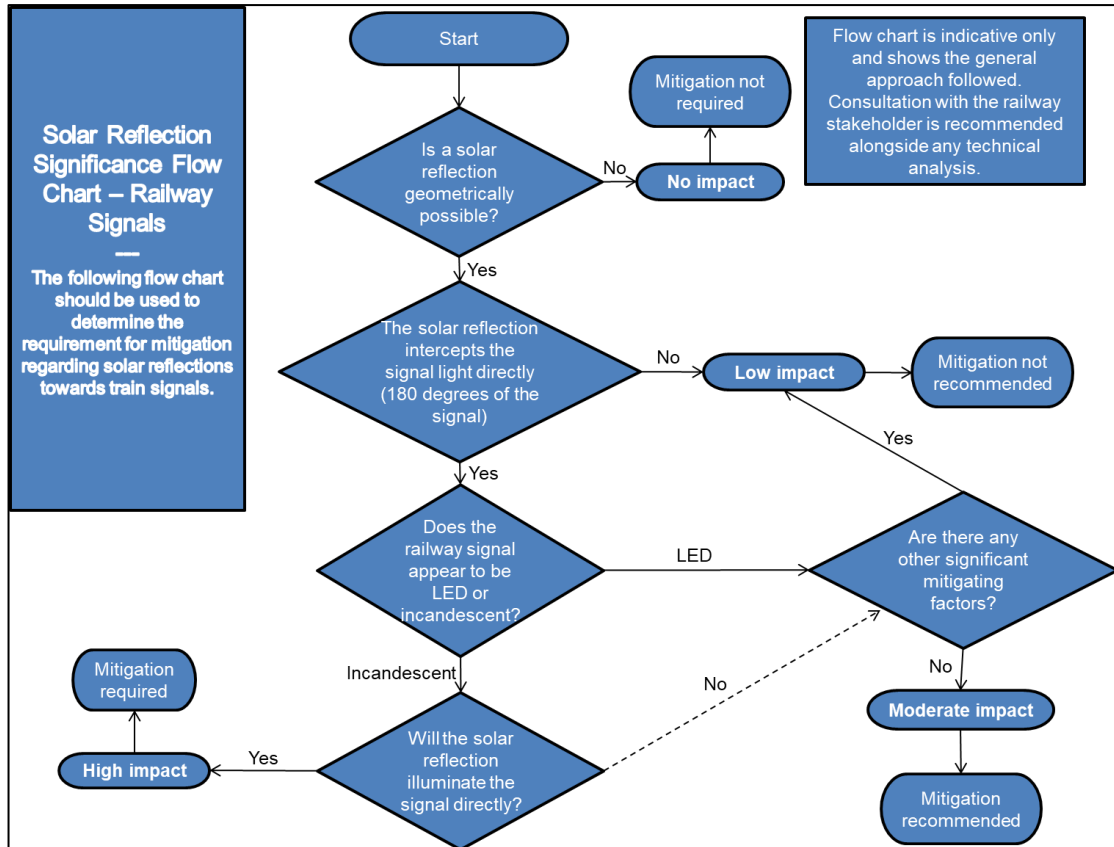 Solar Reflection
Significance Flow
Chart – Railway
Signals
—
The following flow chart
should be used to
determine the
requirement for mitigation
regarding solar reflections
towards train signals.
Start
Flow chart is indicative only
and shows the general
approach followed.
Consultation with the railway
stakeholder is recommended
alongside any technical
analysis.
Mitigation not
required
Is a solar
reflection
geometrically
possible?
No
No impact
Yes
The solar reflection
intercepts the
signal light directly
(180 degrees of the
signal)
No
Low impact
Mitigation not
recommended
Yes
Yes
Does the
railway signal
appear to be
LED or
incandescent?
LED
Are there any
other significant
mitigating
factors?
Incandescent
No
No
Mitigation
required
Moderate impact
Will the solar
reflection
illuminate the
signal directly?
Yes
High impact
Mitigation
recommended